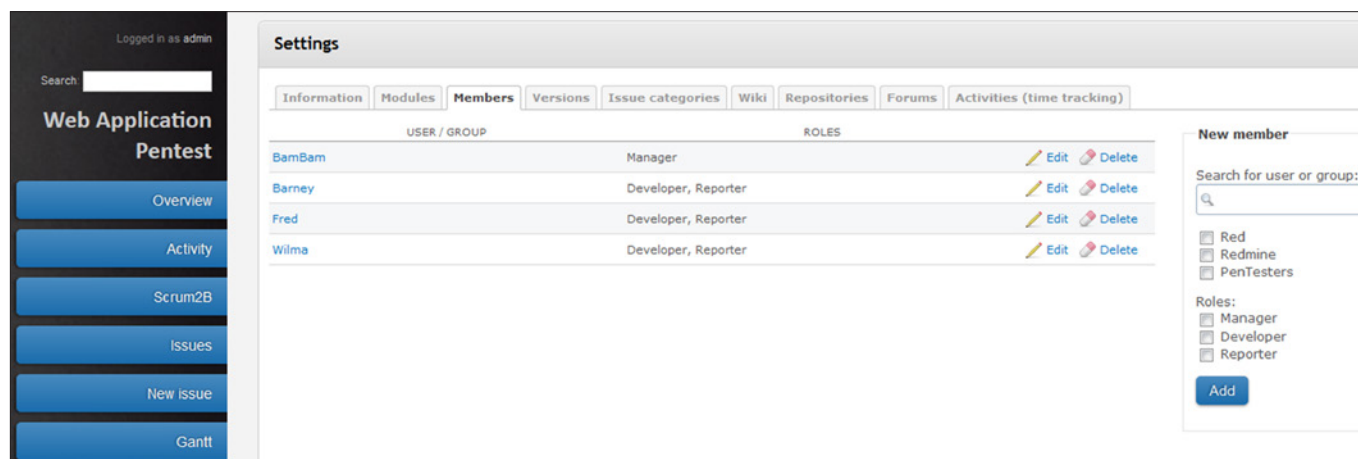 Logged in as admin
Search:
Web Application
Pentest
Overview
Activity
Scrum2B
Issues
New issue
Gantt
Settings
Information Modules Members Versions Issue categories Wiki Repositories Forums Activities (time tracking)
USER / GROUP ROLES
BamBam Manager Edit Delete
Barney Developer, Reporter Edit Delete
Fred Developer, Reporter Edit Delete
Wilma Developer, Reporter Edit Delete
New member
Search for user or group:
Red
Redmine
PenTesters
Roles:
Manager
Developer
Reporter
Add